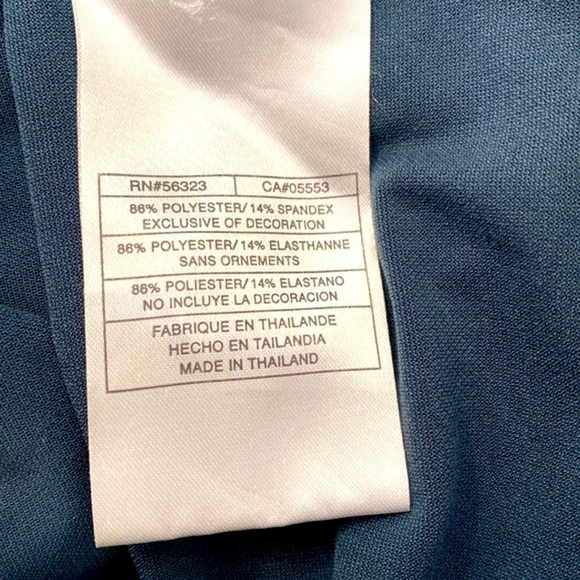 RN#56323 CA#05553
86% POLYESTER/14% SPANDEX
EXCLUSIVE OF DECORATION
86% POLYESTER/14% ELASTHANNE
SANS ORNEMENTS
86% POLIESTER/14% ELASTANO
NO INCLUYE LA DECORACION
FABRIQUE EN THAILANDE
HECHO EN TAILANDIA
MADE IN THAILAND